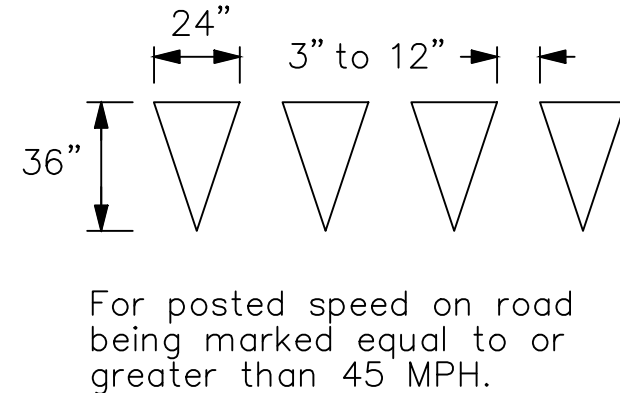 24”
3” to 12”
36”
For posted speed on road
being marked equal to or
greater than 45 MPH.